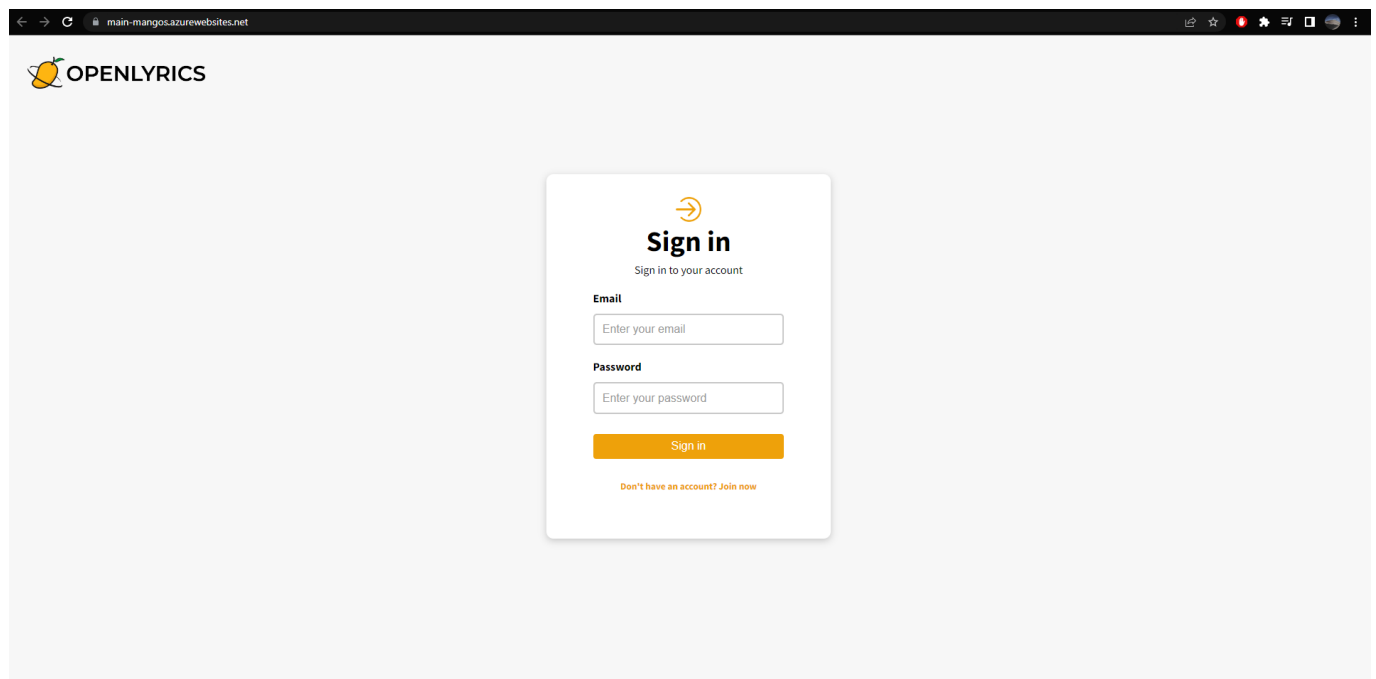 main-mangos.azurewebsites.net
OPENLYRICS
Sign in
Sign in to your account
Email
Enter your email
Password
Enter your password
Sign in
Don't have an account? Join now